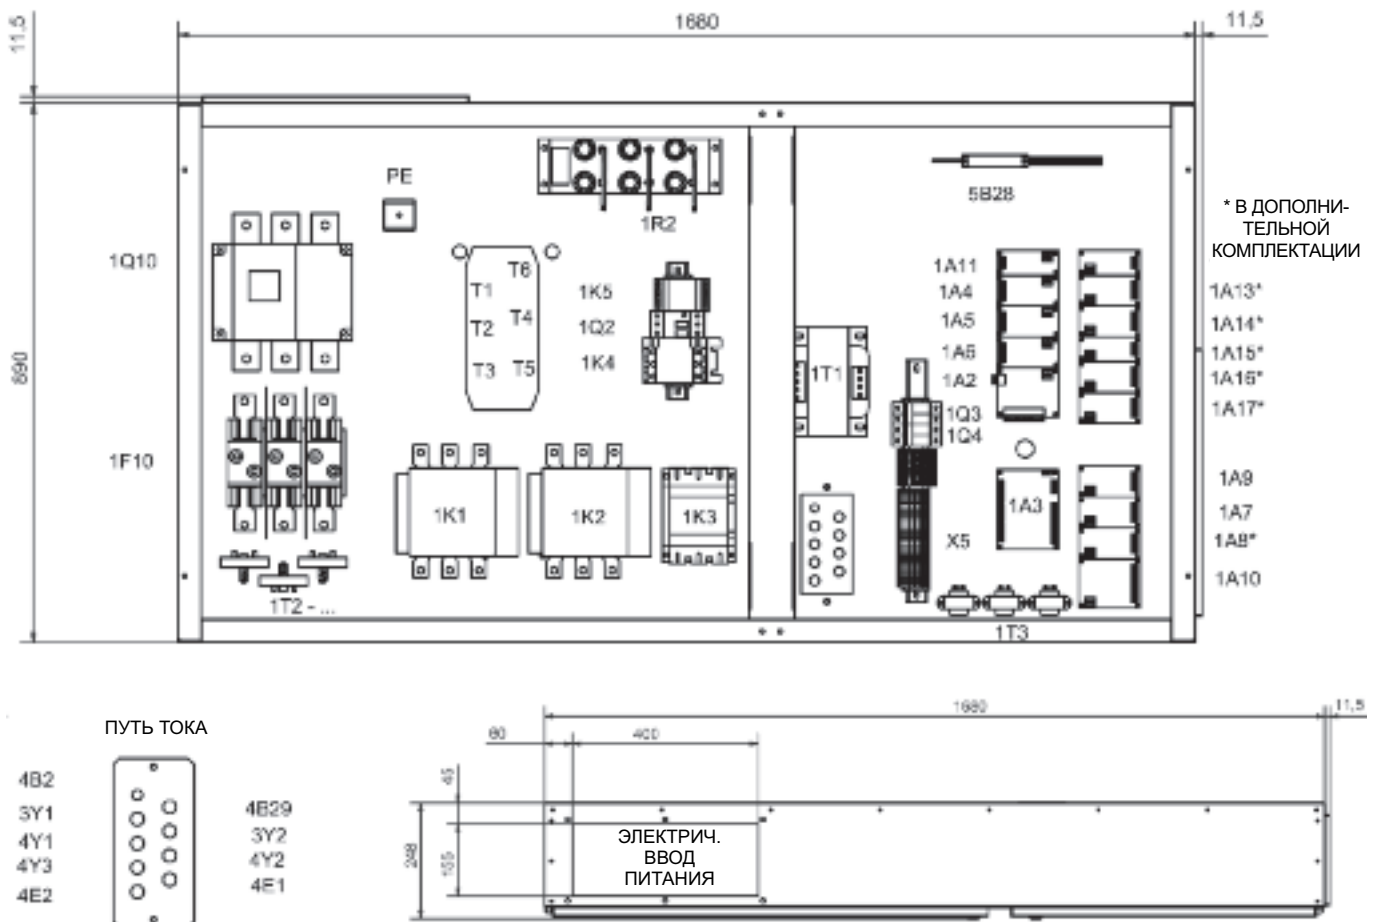 1680
11,5
11,5
PE
1R2
5B28
* В ДОПОЛНИ-
ТЕЛЬНОЙ
КОМПЛЕКТАЦИИ
1Q10
T6
T1
T4
T2
T3
T5
1K5
1Q2
1K4
1T1
1A11
1A4
1A5
1A6
1A2
1Q3
1Q4
1A13*
1A14*
1A15*
1A16*
1A17*
890
1F10
1K1
1K2
1K3
X5
1A3
1A9
1A7
1A8*
1A10
1T2 - ...
1T3
ПУТЬ ТОКА
4B2
3Y1
4Y1
4Y3
4E2
4B29
3Y2
4Y2
4E1
1680
11,5
60
400
45
248
155
ЭЛЕКТРИЧ.
ВВОД
ПИТАНИЯ